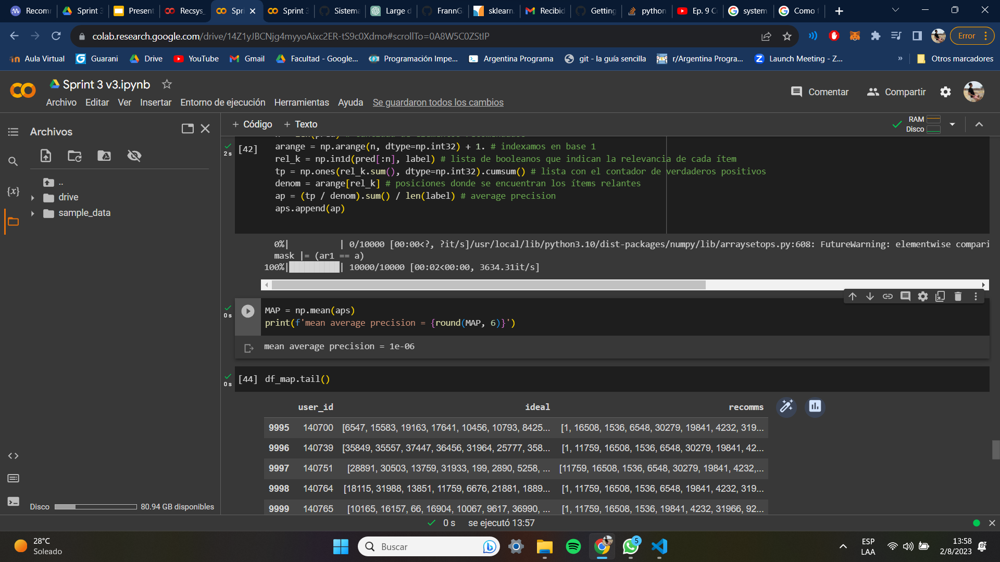 Recom
Sprint 3
Present
Recsys_
Spri
Sprint 3
Sistema
Large d
FrannG
sklearn.
Recibid
Getting
python
Ep. 9 C
system
Como f
colab.research.google.com/drive/14Z1yJBCNjg4myyoAixc2ER-tS9c0Xdmo#scrollTo=0A8W5C0ZStIP
Error
Aula Virtual
Guarani
Drive
YouTube
Gmail
Facultad - Google...
Programación Impe...
Argentina Programa
git - la guía sencilla
r/Argentina Progra...
Launch Meeting - Z...
»
Otros marcadores
Sprint 3 v3.ipynb
Comentar
Compartir
Archivo Editar Ver Insertar Entorno de ejecución Herramientas Ayuda Se guardaron todos los cambios
Archivos
+ Código + Texto
RAM
Disco
..
drive
sample_data
{x}
2 s
[42]
arange = np.arange(n, dtype=np.int32) + 1. # indexamos en base 1
rel_k = np.in1d(pred[:n], label) # lista de booleanos que indican la relevancia de cada ítem
tp = np.ones(rel_k.sum(), dtype=np.int32).cumsum() # lista con el contador de verdaderos positivos
denom = arange[rel_k] # posiciones donde se encuentran los ítems relantes
ap = (tp / denom).sum() / len(label) # average precision
aps.append(ap)
0%| | 0/10000 [00:00<?, ?it/s]/usr/local/lib/python3.10/dist-packages/numpy/lib/arraysetops.py:608: FutureWarning: elementwise compari
mask |= (ar1 == a)
100%|██████████| 10000/10000 [00:02<00:00, 3634.31it/s]
0 s
MAP = np.mean(aps)
print(f'mean average precision = {round(MAP, 6)}')
mean average precision = 1e-06
0 s
[44] df_map.tail()
user_id ideal recomms
9995 140700 [6547, 15583, 19163, 17641, 10456, 10793, 8425... [1, 16508, 1536, 6548, 30279, 19841, 4232, 319...
9996 140739 [35849, 35557, 37447, 36456, 31964, 25777, 358... [1, 11759, 16508, 1536, 6548, 30279, 19841, 42...
9997 140751 [28891, 30503, 13759, 31933, 199, 2890, 5258, ... [11759, 16508, 1536, 6548, 30279, 19841, 4232,...
9998 140764 [18115, 31988, 13851, 11759, 6676, 21881, 1889... [1, 11759, 16508, 1536, 6548, 19841, 4232, 319...
9999 140765 [10165, 16157, 66, 16904, 10067, 9617, 36990, ... [1, 11759, 16508, 1536, 19841, 4232, 31966, 92...
Disco
80.94 GB disponibles
0 s se ejecutó 13:57
28°C
Soleado
Buscar
5
ESP
LAA
13:58
2/8/2023